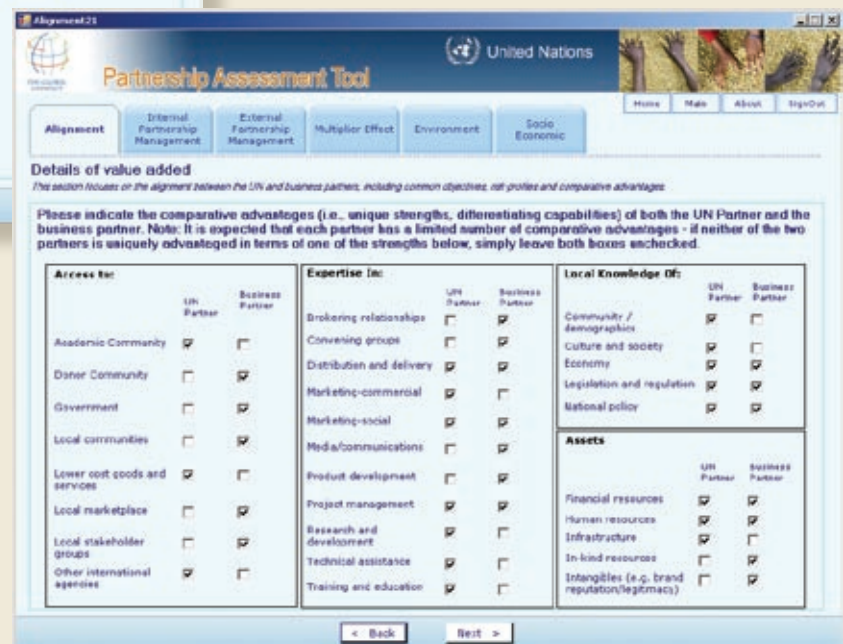 Alignment21
THE GLOBAL
COMPACT
Partnership Assessment Tool
United Nations
Home Main About SignOut
Alignment
Internal
Partnership
Management
External
Partnership
Management
Multiplier Effect
Environment
Socio
Economic
Details of value added
This section focuses on the alignment between the UN and business partners, including common objectives, risk profiles and comparative advantages.
Please indicate the comparative advantages (i.e., unique strengths, differentiating capabilities) of both the UN Partner and the
business partner. Note: It is expected that each partner has a limited number of comparative advantages - if neither of the two
partners is uniquely advantaged in terms of one of the strengths below, simply leave both boxes unchecked.
Access to:
UN
Partner
Business
Partner
Academic Community
Donor Community
Government
Local communities
Lower cost goods and
services
Local marketplace
Local stakeholder
groups
Other international
agencies
Expertise In:
UN
Partner
Business
Partner
Brokering relationships
Convening groups
Distribution and delivery
Marketing-commercial
Marketing-social
Media/communications
Product development
Project management
Research and
development
Technical assistance
Training and education
Local Knowledge Of:
UN
Partner
Business
Partner
Community /
demographics
Culture and society
Economy
Legislation and regulation
National policy
Assets
UN
Partner
Business
Partner
Financial resources
Human resources
Infrastructure
In-kind resources
Intangibles (e.g. brand
reputation/legitimacy)
< Back
Next >